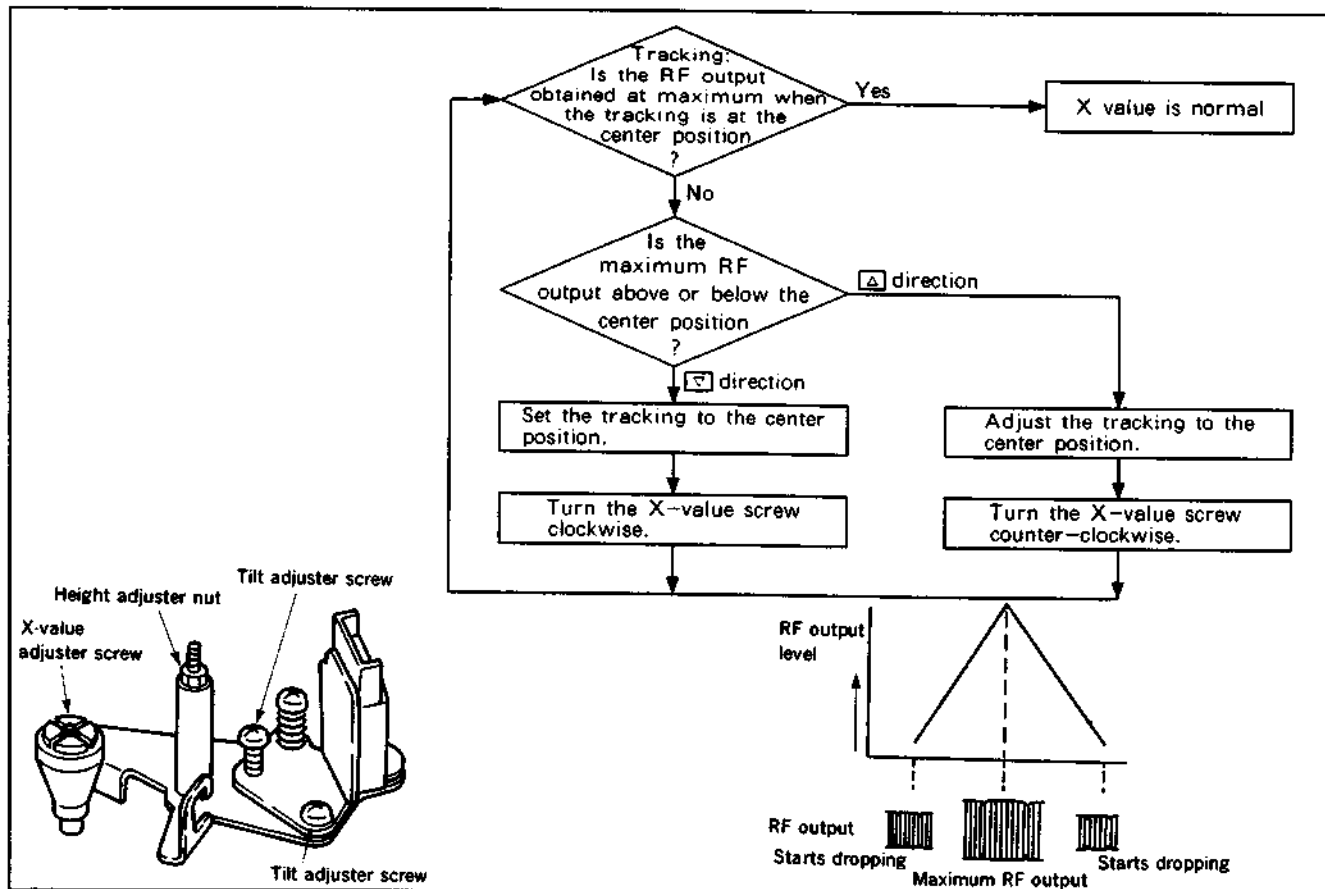 Tracking:
Is the RF output
obtained at maximum when
the tracking is at the
center position
?
Yes
X value is normal
No
Is the
maximum RF
output above or below the
center position
?
△ direction
▽ direction
Set the tracking to the center
position.
Adjust the tracking to the
center position.
Turn the X-value screw
clockwise.
Turn the X-value screw
counter-clockwise.
Tilt adjuster screw
Height adjuster nut
X-value
adjuster screw
Tilt adjuster screw
RF output
level
RF output
Starts dropping
Maximum RF output
Starts dropping